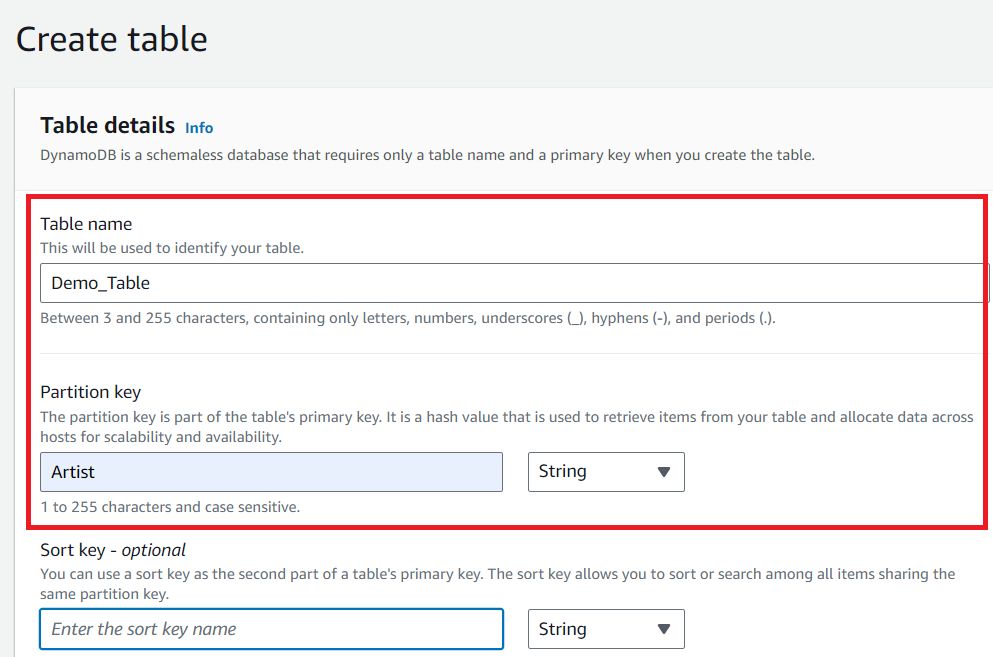 Create table
Table details Info
DynamoDB is a schemaless database that requires only a table name and a primary key when you create the table.
Table name
This will be used to identify your table.
Demo_Table
Between 3 and 255 characters, containing only letters, numbers, underscores (_), hyphens (-), and periods (.).
Partition key
The partition key is part of the table's primary key. It is a hash value that is used to retrieve items from your table and allocate data across
hosts for scalability and availability.
Artist String
1 to 255 characters and case sensitive.
Sort key - optional
You can use a sort key as the second part of a table's primary key. The sort key allows you to sort or search among all items sharing the
same partition key.
Enter the sort key name String